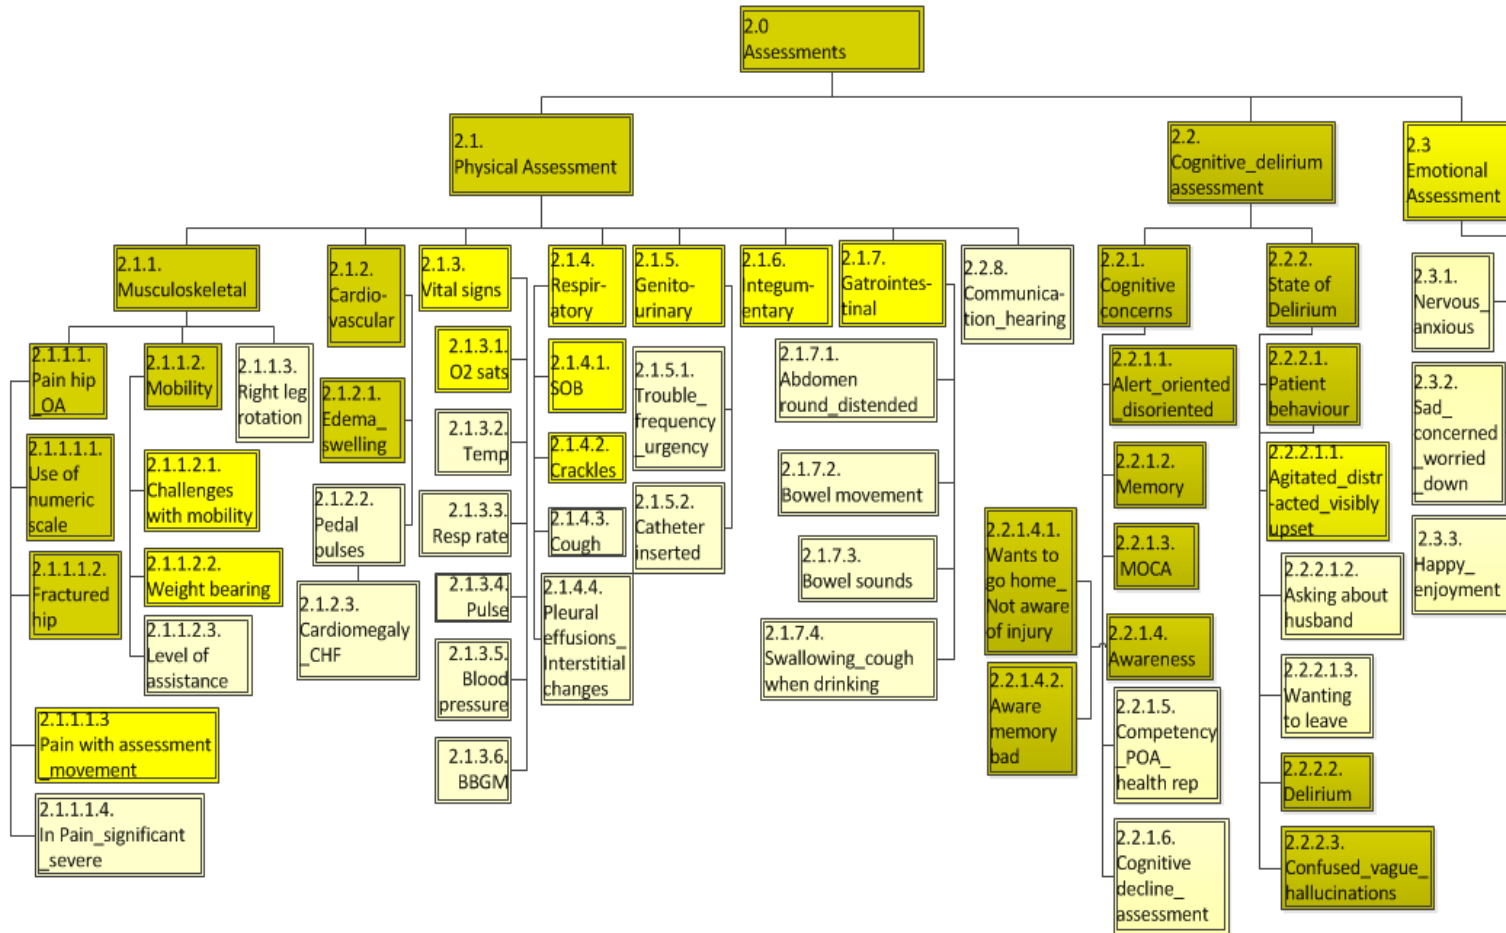 2.0
Assessments
2.1.
Physical Assessment
2.2.
Cognitive_delirium
assessment
2.3
Emotional
Assessment
2.1.1.
Musculoskeletal
2.1.2.
Cardio-
vascular
2.1.3.
Vital signs
2.1.4.
Respir-
atory
2.1.5.
Genito-
urinary
2.1.6.
Integum-
entary
2.1.7.
Gatrointes-
tinal
2.2.8.
Communica-
tion_hearing
2.2.1.
Cognitive
concerns
2.2.2.
State of
Delirium
2.3.1.
Nervous_
anxious
2.1.1.1.
Pain hip
_OA
2.1.1.2.
Mobility
2.1.1.3.
Right leg
rotation
2.1.1.1.1.
Use of
numeric
scale
2.1.1.1.2.
Fractured
hip
2.1.1.1.3
Pain with assessment
_movement
2.1.1.1.4.
In Pain_significant
_severe
2.1.1.2.1.
Challenges
with mobility
2.1.1.2.2.
Weight bearing
2.1.1.2.3.
Level of
assistance
2.1.2.1.
Edema_
swelling
2.1.2.2.
Pedal
pulses
2.1.2.3.
Cardiomegaly
_CHF
2.1.3.1.
O2 sats
2.1.3.2.
Temp
2.1.3.3.
Resp rate
2.1.3.4.
Pulse
2.1.3.5.
Blood
pressure
2.1.3.6.
BBGM
2.1.4.1.
SOB
2.1.4.2.
Crackles
2.1.4.3.
Cough
2.1.4.4.
Pleural
effusions_
Interstitial
changes
2.1.5.1.
Trouble_
frequency
_urgency
2.1.5.2.
Catheter
inserted
2.1.7.1.
Abdomen
round_distended
2.1.7.2.
Bowel movement
2.1.7.3.
Bowel sounds
2.1.7.4.
Swallowing_cough
when drinking
2.2.1.1.
Alert_oriented
_disoriented
2.2.1.2.
Memory
2.2.1.3.
MOCA
2.2.1.4.
Awareness
2.2.1.4.1.
Wants to
go home_
Not aware
of injury
2.2.1.4.2.
Aware
memory
bad
2.2.1.5.
Competency
_POA_
health rep
2.2.1.6.
Cognitive
decline_
assessment
2.2.2.1.
Patient
behaviour
2.2.2.1.1.
Agitated_distr
-acted_visibly
upset
2.2.2.1.2.
Asking about
husband
2.2.2.1.3.
Wanting
to leave
2.2.2.2.
Delirium
2.2.2.3.
Confused_vague_
hallucinations
2.3.2.
Sad_
concerned
_worried
_down
2.3.3.
Happy_
enjoyment